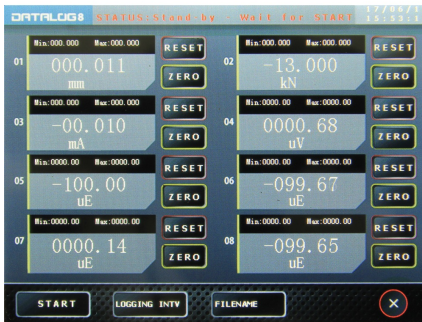 DATALOG8 STATUS:Stand-by Wait for START 17/06/1
15:53:1
Min:000.000 Max:000.000 RESET
01 000.011 mm ZERO
Min:000.000 Max:000.000 RESET
02 -13.000 kN ZERO
Min:000.000 Max:000.000 RESET
03 -00.010 mA ZERO
Min:0000.00 Max:0000.00 RESET
04 0000.68 uV ZERO
Min:0000.00 Max:0000.00 RESET
05 -100.00 uE ZERO
Min:0000.00 Max:0000.00 RESET
06 -099.67 uE ZERO
Min:0000.00 Max:0000.00 RESET
07 0000.14 uE ZERO
Min:0000.00 Max:0000.00 RESET
08 -099.65 uE ZERO
START LOGGING INTV FILENAME X